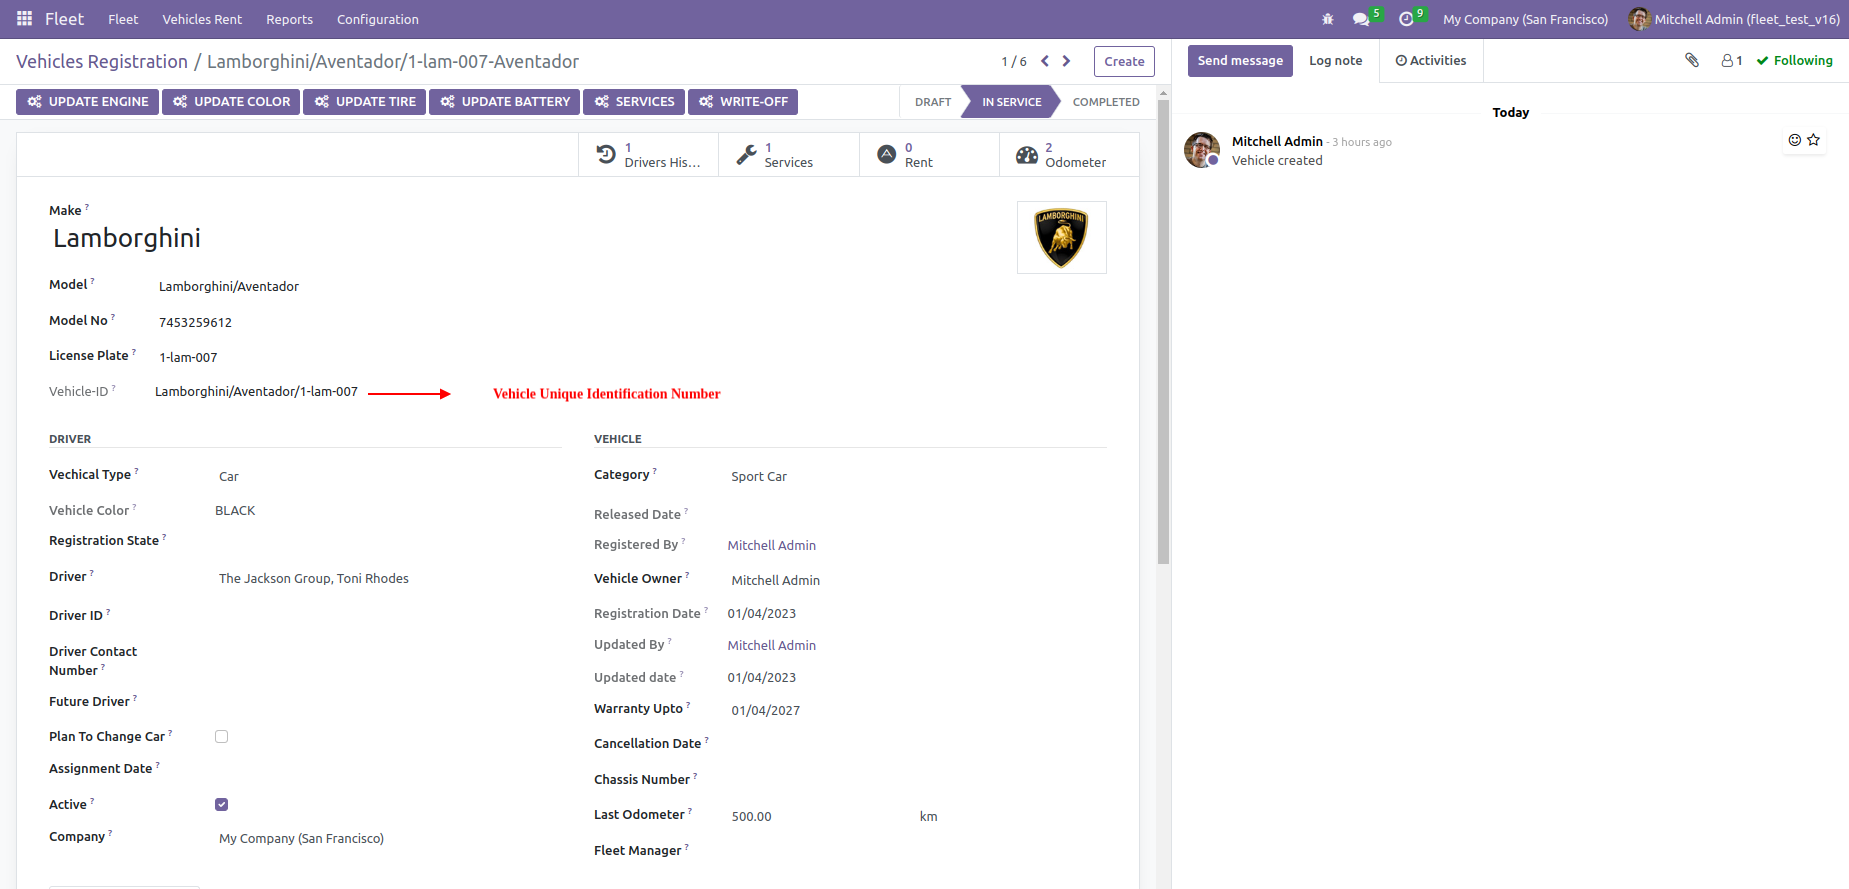 Fleet Fleet Vehicles Rent Reports Configuration 5 9 My Company (San Francisco) Mitchell Admin (fleet_test_v16)
Vehicles Registration / Lamborghini/Aventador/1-lam-007-Aventador 1 / 6 Create
UPDATE ENGINE UPDATE COLOR UPDATE TIRE UPDATE BATTERY SERVICES WRITE-OFF DRAFT IN SERVICE COMPLETED
1 Drivers His...
1 Services
0 Rent
2 Odometer
Make ?
Lamborghini
LAMBORGHINI
Model ? Lamborghini/Aventador
Model No ? 7453259612
License Plate ? 1-lam-007
Vehicle-ID ? Lamborghini/Aventador/1-lam-007 Vehicle Unique Identification Number
DRIVER
Vechical Type ? Car
Vehicle Color ? BLACK
Registration State ?
Driver ? The Jackson Group, Toni Rhodes
Driver ID ?
Driver Contact
Number ?
Future Driver ?
Plan To Change Car ?
Assignment Date ?
Active ?
Company ? My Company (San Francisco)
VEHICLE
Category ? Sport Car
Released Date ?
Registered By ? Mitchell Admin
Vehicle Owner ? Mitchell Admin
Registration Date ? 01/04/2023
Updated By ? Mitchell Admin
Updated date ? 01/04/2023
Warranty Upto ? 01/04/2027
Cancellation Date ?
Chassis Number ?
Last Odometer ? 500.00 km
Fleet Manager ?
Send message Log note Activities 1 Following
Today
Mitchell Admin - 3 hours ago
Vehicle created